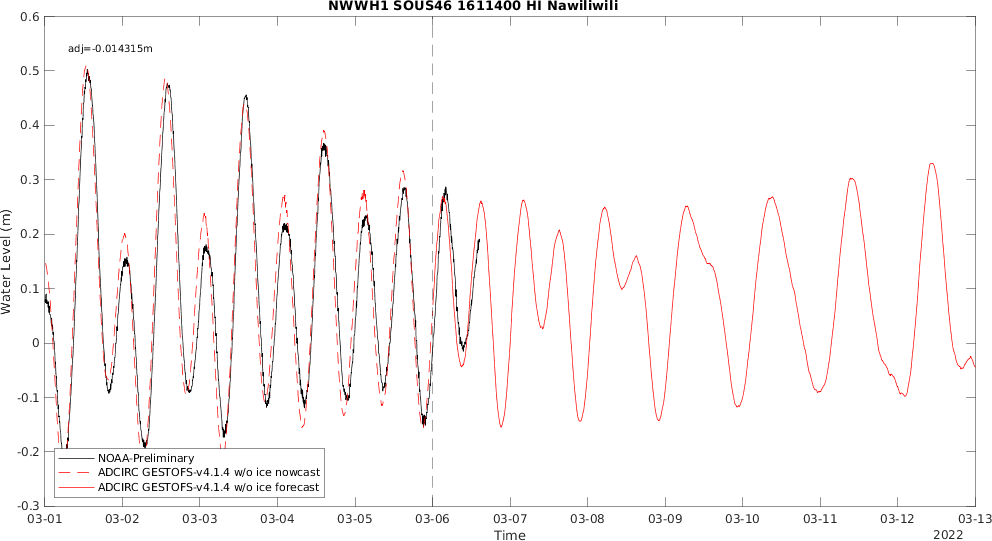 NWWH1 SOUS46 1611400 HI Nawiliwili
adj=-0.014315m
Water Level (m)
0.6
0.5
0.4
0.3
0.2
0.1
0
-0.1
-0.2
-0.3
NOAA-Preliminary
ADCIRC GESTOFS-v4.1.4 w/o ice nowcast
ADCIRC GESTOFS-v4.1.4 w/o ice forecast
03-01 03-02 03-03 03-04 03-05 03-06 03-07 03-08 03-09 03-10 03-11 03-12 03-13
Time
2022